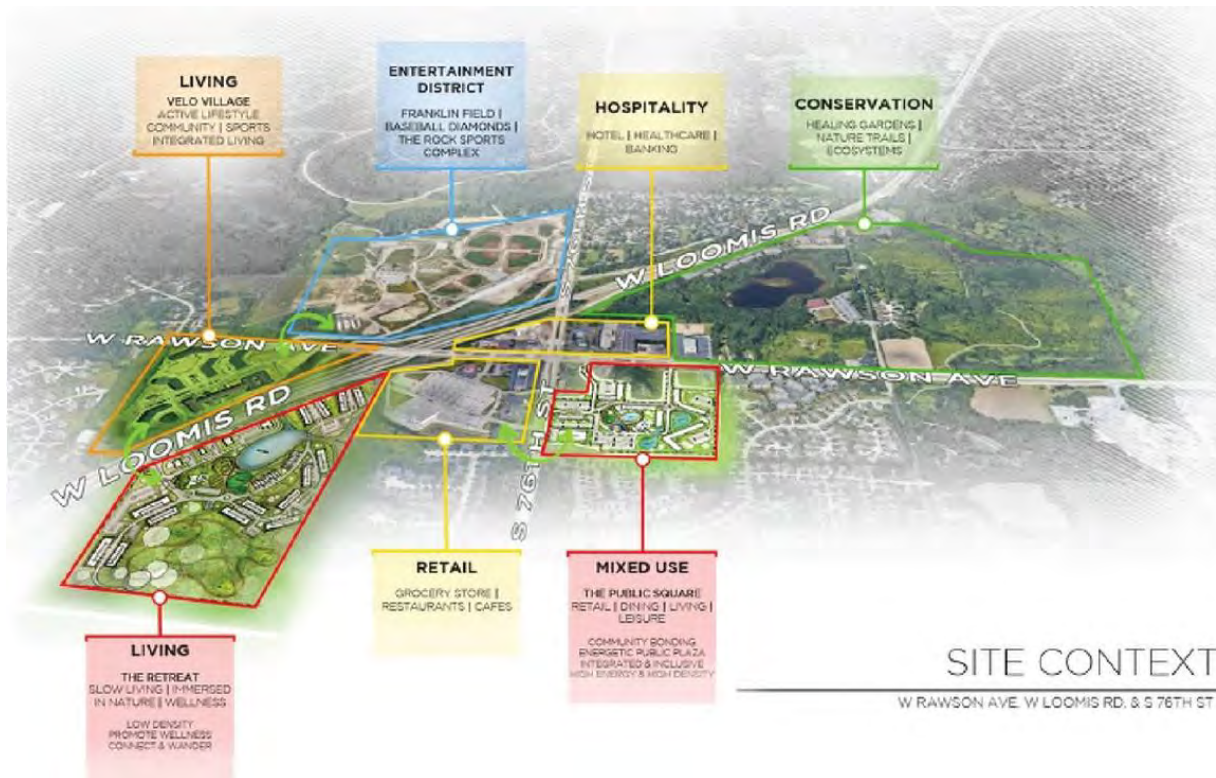 LIVING
VELO VILLAGE
ACTIVE LIFESTYLE
COMMUNITY | SPORTS
INTEGRATED LIVING
ENTERTAINMENT
DISTRICT
FRANKLIN FIELD |
BASEBALL DIAMONDS |
THE ROCK SPORTS
COMPLEX
HOSPITALITY
HOTEL | HEALTHCARE |
BANKING
CONSERVATION
HEALING GARDENS |
NATURE TRAILS |
ECOSYSTEMS
S 76TH ST
W LOOMIS RD
W RAWSON AVE
W RAWSON AVE
W LOOMIS RD
S 76TH ST
RETAIL
GROCERY STORE |
RESTAURANTS | CAFES
MIXED USE
THE PUBLIC SQUARE
RETAIL | DINING | LIVING |
LEISURE
COMMUNITY BONDING
ENERGETIC PUBLIC PLAZA
INTEGRATED & INCLUSIVE
HIGH ENERGY & HIGH DENSITY
LIVING
THE RETREAT
SLOW LIVING | IMMERSED
IN NATURE | WELLNESS
LOW DENSITY
PROMOTE WELLNESS
CONNECT & WANDER
SITE CONTEXT
W RAWSON AVE, W LOOMIS RD, & S 76TH ST